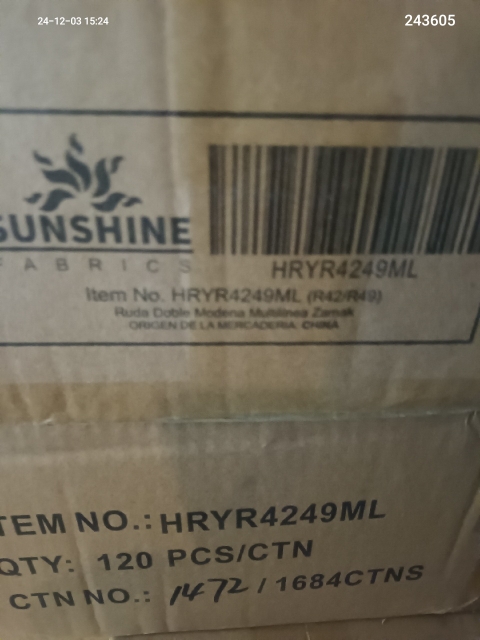 24-12-03 15:24
243605
SUNSHINE
FABRICS
HRYR4249ML
Item No. HRYR4249ML (R42/R49)
Ruda Doble Modena Multilinea Zamak
ORIGEN DE LA MERCADERIA: CHINA
TEM NO.: HRYR4249ML
QTY: 120 PCS/CTN
CTN NO.: 1472 / 1684CTNS